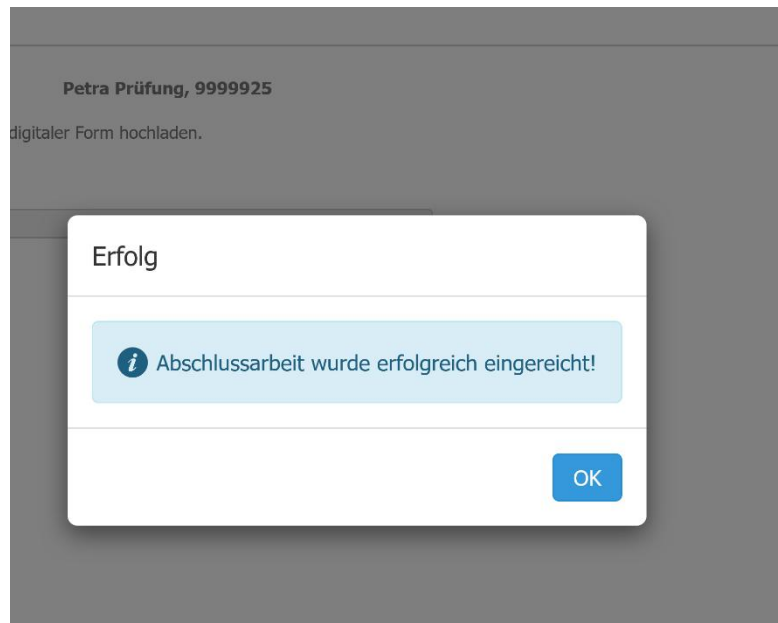 Petra Prüfung, 9999925
digitaler Form hochladen.
Erfolg
Abschlussarbeit wurde erfolgreich eingereicht!
OK